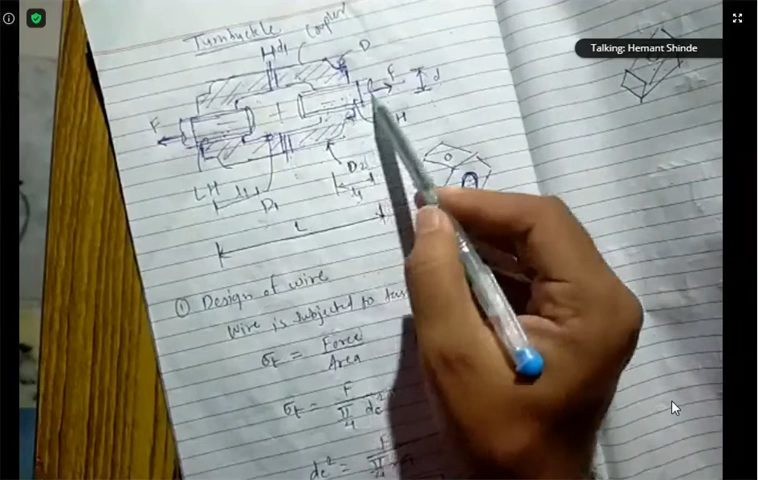 Talking: Hemant Shinde
Turnbuckle
coupler
d1
D
F
d
F
H
LH
D2
D1
L
① Design of wire
Wire is subjected to
σt = Force
Area
σt = F
π/4 dc²
dc² = F
π/4